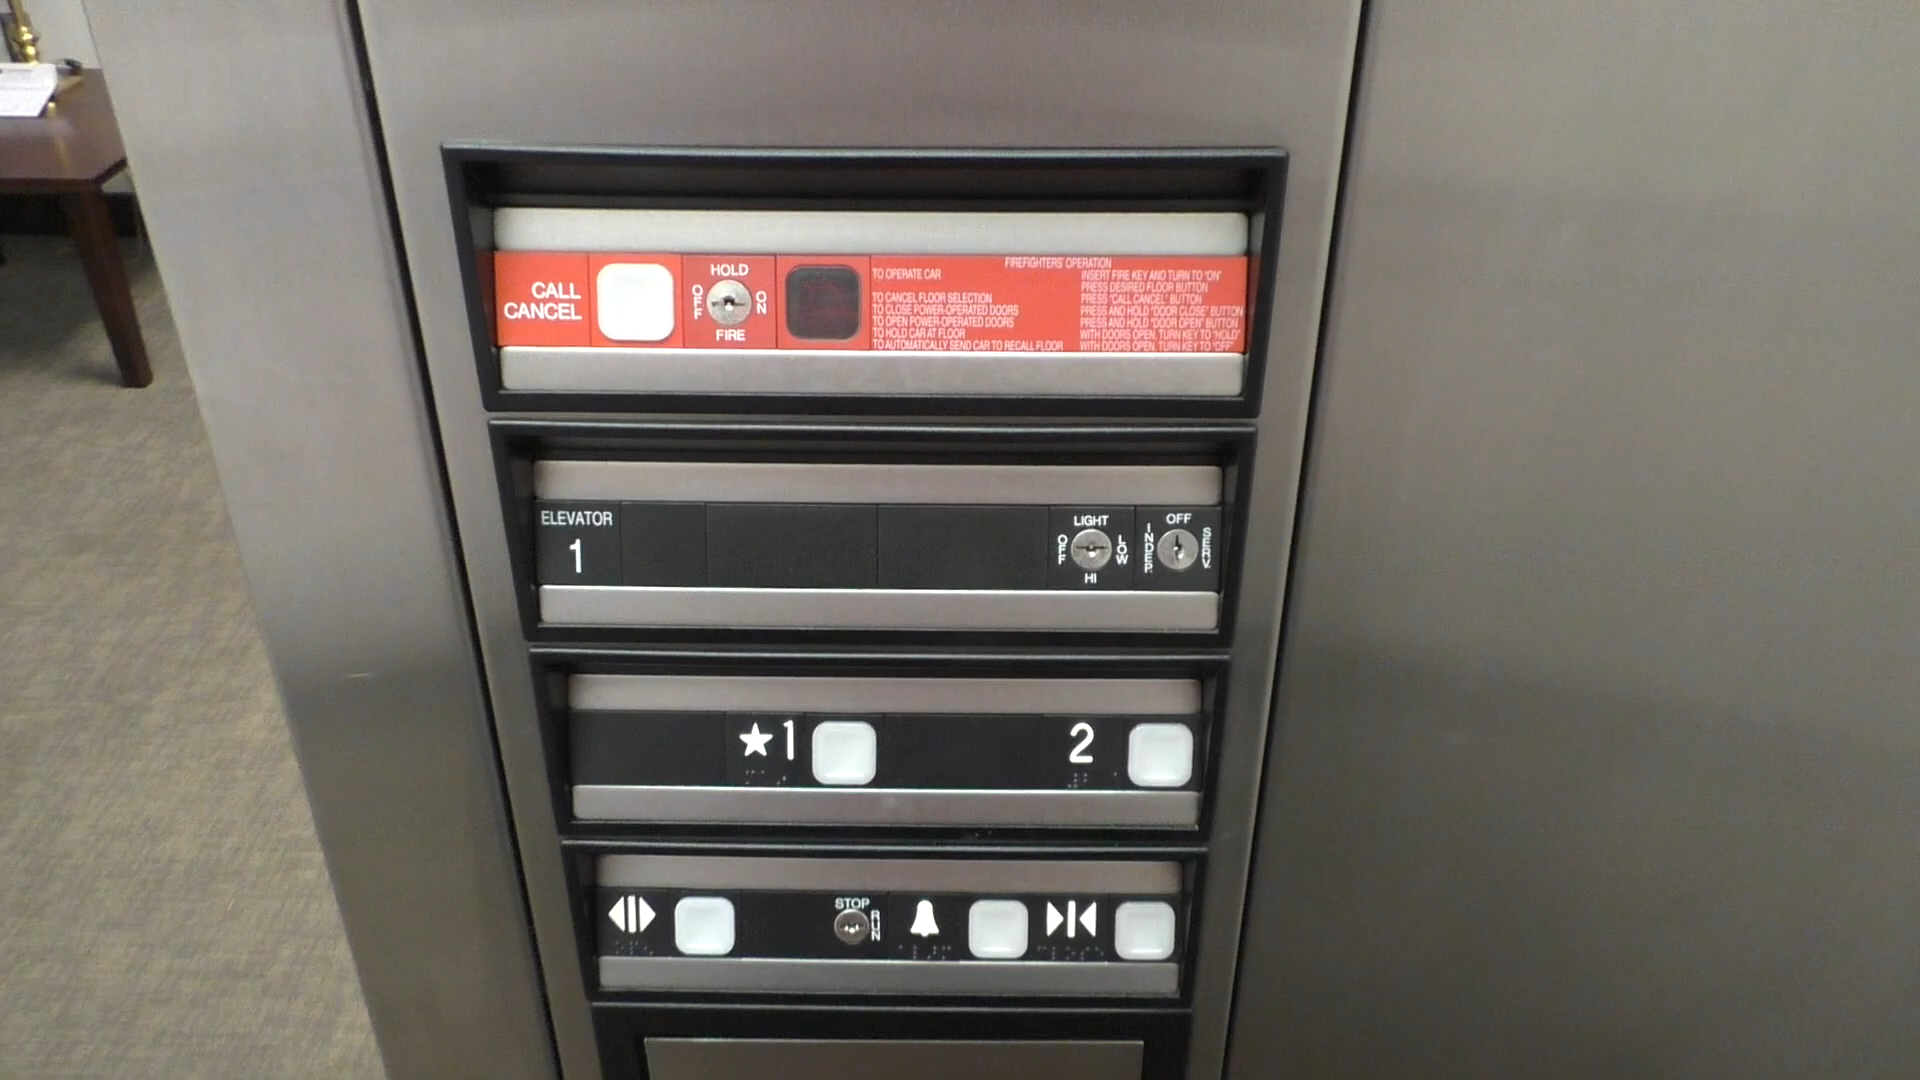 CALL
CANCEL
HOLD
OFF
ON
FIRE
FIREFIGHTERS' OPERATION
TO OPERATE CAR
INSERT FIRE KEY AND TURN TO "ON"
PRESS DESIRED FLOOR BUTTON
TO CANCEL FLOOR SELECTION
PRESS "CALL CANCEL" BUTTON
TO CLOSE POWER-OPERATED DOORS
PRESS AND HOLD "DOOR CLOSE" BUTTON
TO OPEN POWER-OPERATED DOORS
PRESS AND HOLD "DOOR OPEN" BUTTON
TO HOLD CAR AT FLOOR
WITH DOORS OPEN, TURN KEY TO "HOLD"
TO AUTOMATICALLY SEND CAR TO RECALL FLOOR
WITH DOORS OPEN, TURN KEY TO "OFF"
ELEVATOR
1
LIGHT
OFF
LOW
HI
OFF
INDEP.
SERV.
★1
2
STOP
RUN